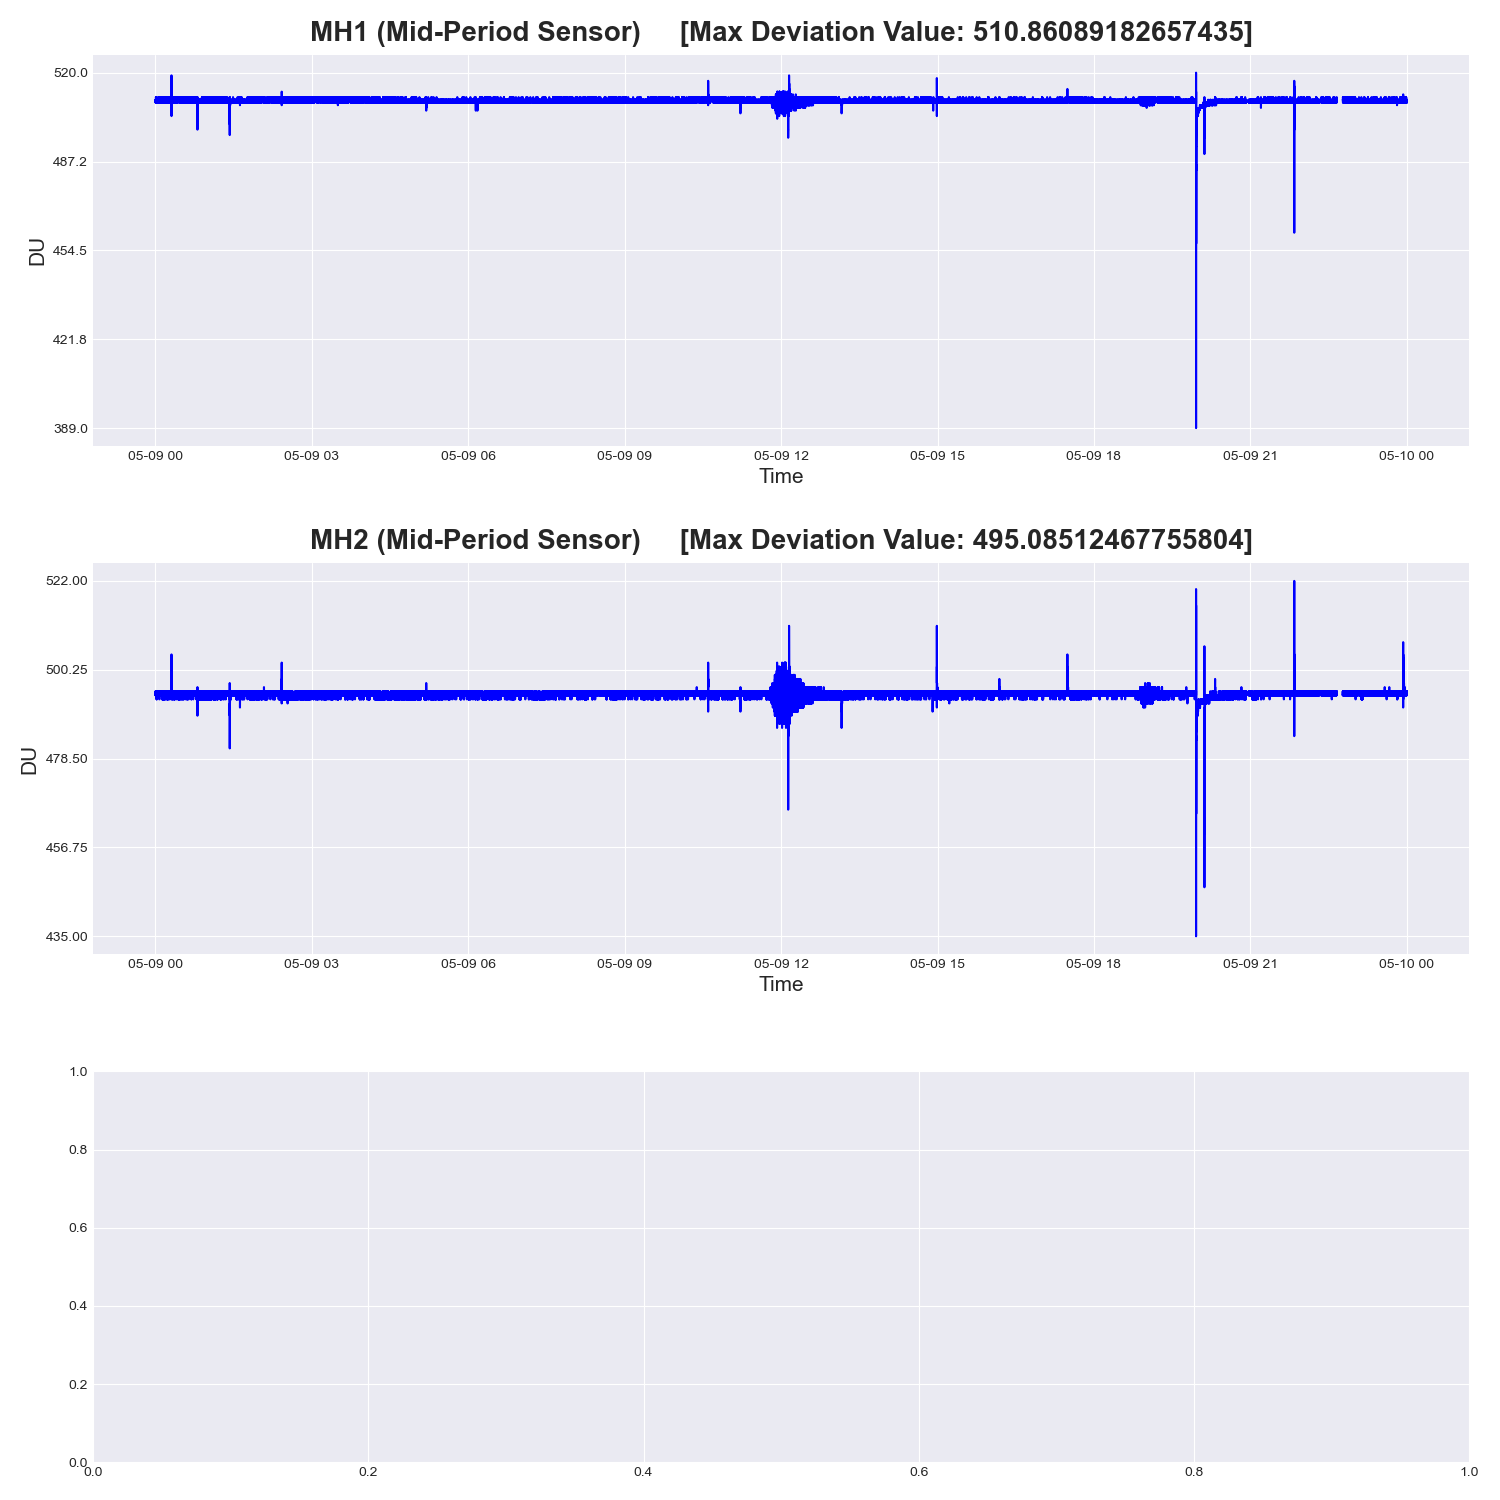 MH1 (Mid-Period Sensor) [Max Deviation Value: 510.86089182657435]
520.0
487.2
454.5
421.8
389.0
DU
05-09 00 05-09 03 05-09 06 05-09 09 05-09 12 05-09 15 05-09 18 05-09 21 05-10 00
Time
MH2 (Mid-Period Sensor) [Max Deviation Value: 495.08512467755804]
522.00
500.25
478.50
456.75
435.00
DU
05-09 00 05-09 03 05-09 06 05-09 09 05-09 12 05-09 15 05-09 18 05-09 21 05-10 00
Time
1.0
0.8
0.6
0.4
0.2
0.0
0.0 0.2 0.4 0.6 0.8 1.0